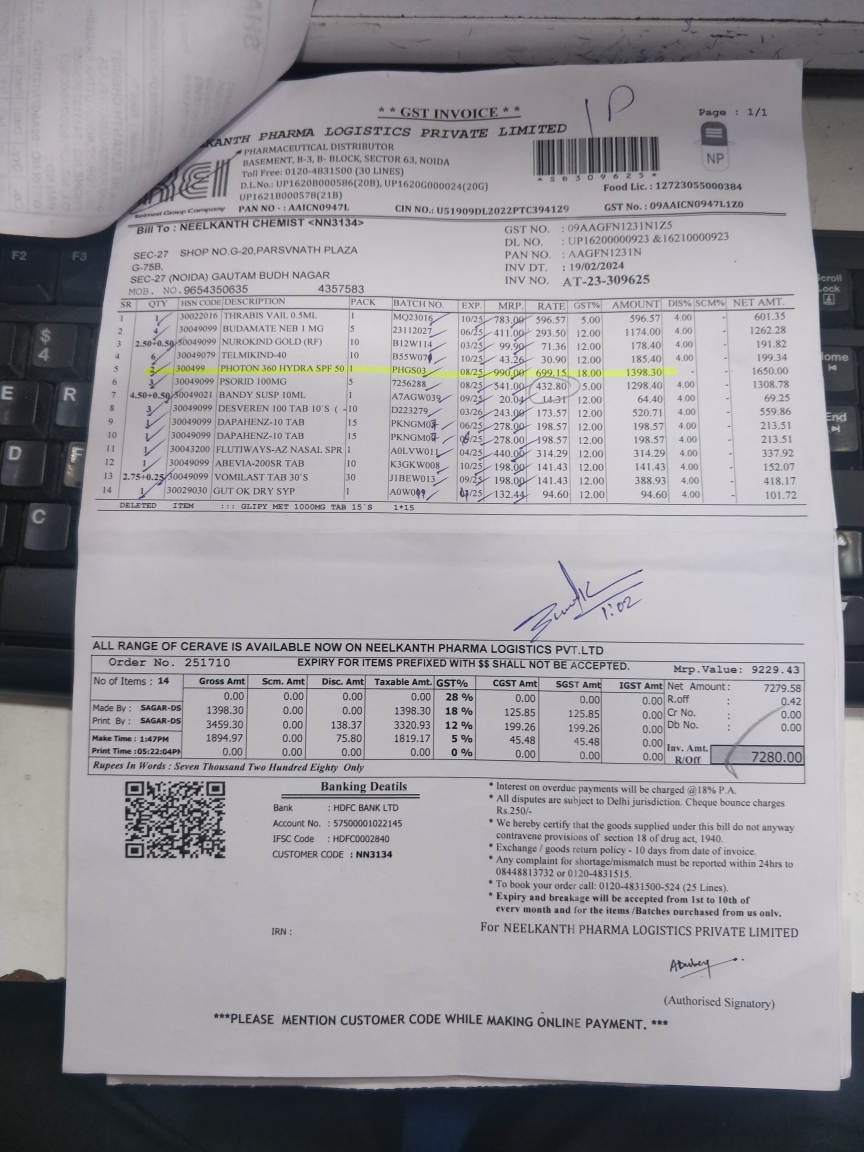 * * GST INVOICE * *
1P
Page : 1/1
KANTH PHARMA LOGISTICS PRIVATE LIMITED
PHARMACEUTICAL DISTRIBUTOR
BASEMENT, B-3, B- BLOCK, SECTOR 63, NOIDA
Toll Free: 0120-4831500 (30 LINES)
D.L.No.: UP1620B000586(20B), UP1620G000024(20G)
UP1621B000578(21B)
*SB309625*
NP
Food Lic. : 12723055000384
Group Company
PAN NO - : AAICN0947L
CIN NO.: U51909DL2022PTC394129
GST No. : 09AAICN0947L1Z0
Bill To : NEELKANTH CHEMIST <NN3134>
SEC-27 SHOP NO.G-20,PARSVNATH PLAZA
G-75B,
SEC-27 (NOIDA) GAUTAM BUDH NAGAR
MOB. NO.9654350635 4357583
GST NO. : 09AAGFN1231N1Z5
DL NO. : UP16200000923 &16210000923
PAN NO. : AAGFN1231N
INV DT. : 19/02/2024
INV NO. AT-23-309625
SR QTY HSN CODE DESCRIPTION PACK BATCH NO. EXP. MRP RATE GST% AMOUNT DIS% SCM% NET AMT.
1 1 30022016 THRABIS VAIL 0.5ML 1 MQ23016 10/25 783.00 596.57 5.00 596.57 4.00 - 601.35
2 4 30049099 BUDAMATE NEB 1 MG 5 23112027 06/25 411.00 293.50 12.00 1174.00 4.00 - 1262.28
3 2.50+0.50 30049099 NUROKIND GOLD (RF) 10 B12W114 03/25 99.90 71.36 12.00 178.40 4.00 - 191.82
4 6 30049079 TELMIKIND-40 10 B55W070 10/25 43.26 30.90 12.00 185.40 4.00 - 199.34
5 2 300499 PHOTON 360 HYDRA SPF 50 1 PHGS03 08/25 990.00 699.15 18.00 1398.30 - - 1650.00
6 3 30049099 PSORID 100MG 5 7256288 08/25 541.00 432.80 5.00 1298.40 4.00 - 1308.78
7 4.50+0.50 30049021 BANDY SUSP 10ML 1 A7AGW039 09/25 20.04 14.31 12.00 64.40 4.00 - 69.25
8 3 30049099 DESVEREN 100 TAB 10`S ( - 10 D223279 03/26 243.00 173.57 12.00 520.71 4.00 - 559.86
9 1 30049099 DAPAHENZ-10 TAB 15 06/25 278.00 198.57 12.00 198.57 4.00 - 213.51
10 1 30049099 DAPAHENZ-10 TAB 15 278.00 198.57 12.00 198.57 4.00 - 213.51
11 1 30043200 FLUTIWAYS-AZ NASAL SPR 1 A0LVW011 04/25 440.00 314.29 12.00 314.29 4.00 - 337.92
12 1 30049099 ABEVIA-200SR TAB 10 K3GKW008 10/25 198.00 141.43 12.00 141.43 4.00 - 152.07
13 2.75+0.25 30049099 VOMILAST TAB 30`S 30 J1BEW013 09/25 198.00 141.43 12.00 388.93 4.00 - 418.17
14 1 30029030 GUT OK DRY SYP 1 132.44 94.60 12.00 94.60 4.00 - 101.72
DELETED ITEM ::: GLIPY MET 1000MG TAB 15`S 1*15
1:02
ALL RANGE OF CERAVE IS AVAILABLE NOW ON NEELKANTH PHARMA LOGISTICS PVT.LTD
Order No. 251710 EXPIRY FOR ITEMS PREFIXED WITH $$ SHALL NOT BE ACCEPTED. Mrp.Value: 9229.43
No of Items : 14
Made By : SAGAR-DS
Print By : SAGAR-DS
Make Time : 1:47PM
Print Time :05:22:04PM
Gross Amt Scm. Amt Disc. Amt Taxable Amt. GST% CGST Amt SGST Amt IGST Amt
0.00 0.00 0.00 0.00 28 % 0.00 0.00 0.00
1398.30 0.00 0.00 1398.30 18 % 125.85 125.85 0.00
3459.30 0.00 138.37 3320.93 12 % 199.26 199.26 0.00
1894.97 0.00 75.80 1819.17 5 % 45.48 45.48 0.00
0.00 0.00 0.00 0.00 0 % 0.00 0.00 0.00
Net Amount : 7279.58
R.off : 0.42
Cr No. : 0.00
Db No. : 0.00
Inv. Amt. R/Off 7280.00
Rupees In Words : Seven Thousand Two Hundred Eighty Only
Banking Deatils
Bank : HDFC BANK LTD
Account No. : 57500001022145
IFSC Code : HDFC0002840
CUSTOMER CODE : NN3134
IRN :
* Interest on overdue payments will be charged @18% P.A.
* All disputes are subject to Delhi jurisdiction. Cheque bounce charges
Rs.250/-
* We hereby certify that the goods supplied under this bill do not anyway
contravene provisions of section 18 of drug act, 1940.
* Exchange / goods return policy - 10 days from date of invoice.
* Any complaint for shortage/mismatch must be reported within 24hrs to
08448813732 or 0120-4831515.
* To book your order call: 0120-4831500-524 (25 Lines).
* Expiry and breakage will be accepted from 1st to 10th of
every month and for the items /Batches purchased from us only.
For NEELKANTH PHARMA LOGISTICS PRIVATE LIMITED
(Authorised Signatory)
***PLEASE MENTION CUSTOMER CODE WHILE MAKING ONLINE PAYMENT. ***
F2
F3
$
4
E
R
D
C
Scroll
Lock
Home
End